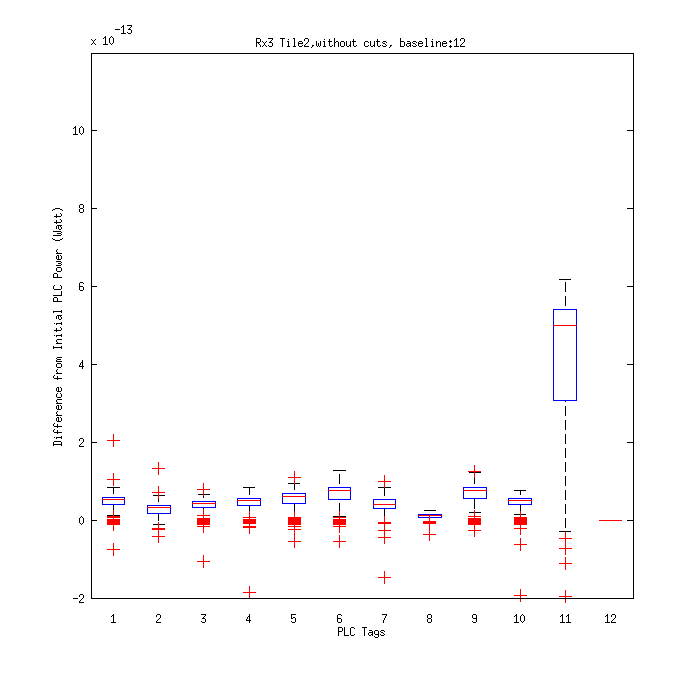 x 10^-13
Rx3 Tile2,without cuts, baseline:12
10
8
6
4
2
0
-2
Difference from Initial PLC Power (Watt)
1 2 3 4 5 6 7 8 9 10 11 12
PLC Tags